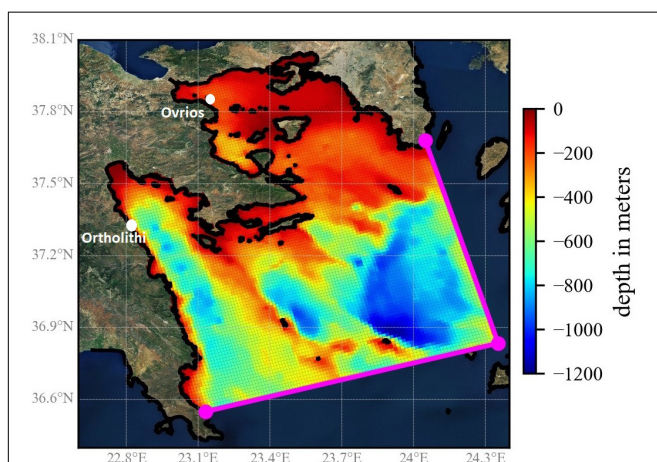 38.1°N
37.8°N
37.5°N
37.2°N
36.9°N
36.6°N
22.8°E
23.1°E
23.4°E
23.7°E
24°E
24.3°E
Ovrios
Ortholithi
0
−200
−400
−600
−800
−1000
−1200
depth in meters